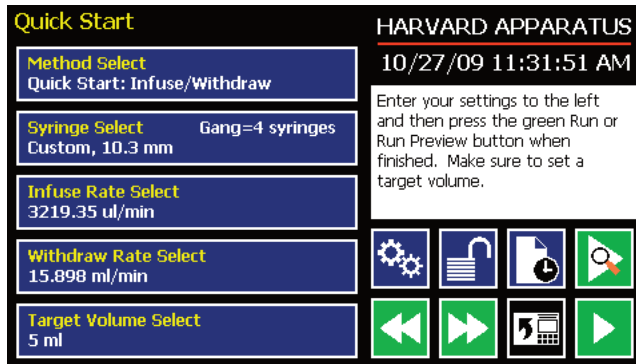 Quick Start
Method Select
Quick Start: Infuse/Withdraw
Syringe Select Gang=4 syringes
Custom, 10.3 mm
Infuse Rate Select
3219.35 ul/min
Withdraw Rate Select
15.898 ml/min
Target Volume Select
5 ml
HARVARD APPARATUS
10/27/09 11:31:51 AM
Enter your settings to the left
and then press the green Run or
Run Preview button when
finished. Make sure to set a
target volume.